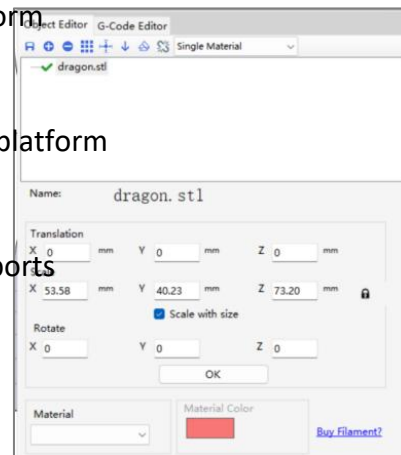 orm
Object Editor G-Code Editor
Single Material
dragon.stl
platform
Name: dragon.stl
Translation
X 0 mm Y 0 mm Z 0 mm
ports
Scale
X 53.58 mm Y 40.23 mm Z 73.20 mm
Scale with size
Rotate
X 0 Y 0 Z 0
OK
Material
Material Color
Buy Filament?